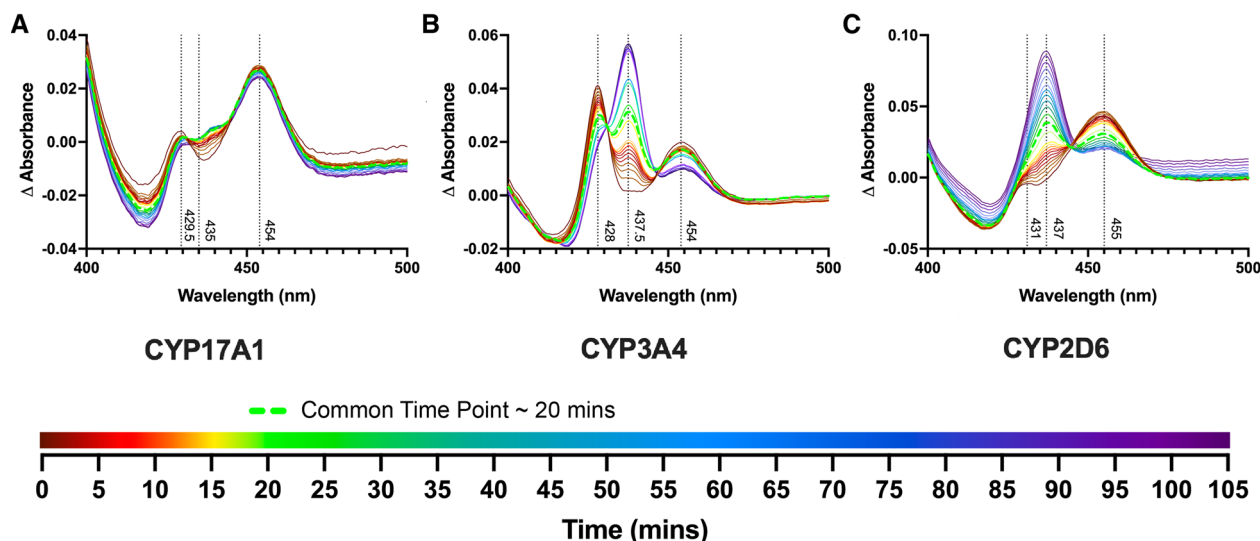 A
B
C
0.04
0.02
0.00
-0.02
-0.04
Δ Absorbance
429.5
435
454
400
450
500
Wavelength (nm)
0.06
0.04
0.02
0.00
-0.02
Δ Absorbance
428
437.5
454
400
450
500
Wavelength (nm)
0.10
0.05
0.00
-0.05
Δ Absorbance
431
437
455
400
450
500
Wavelength (nm)
CYP17A1
CYP3A4
CYP2D6
Common Time Point ~ 20 mins
0 5 10 15 20 25 30 35 40 45 50 55 60 65 70 75 80 85 90 95 100 105
Time (mins)